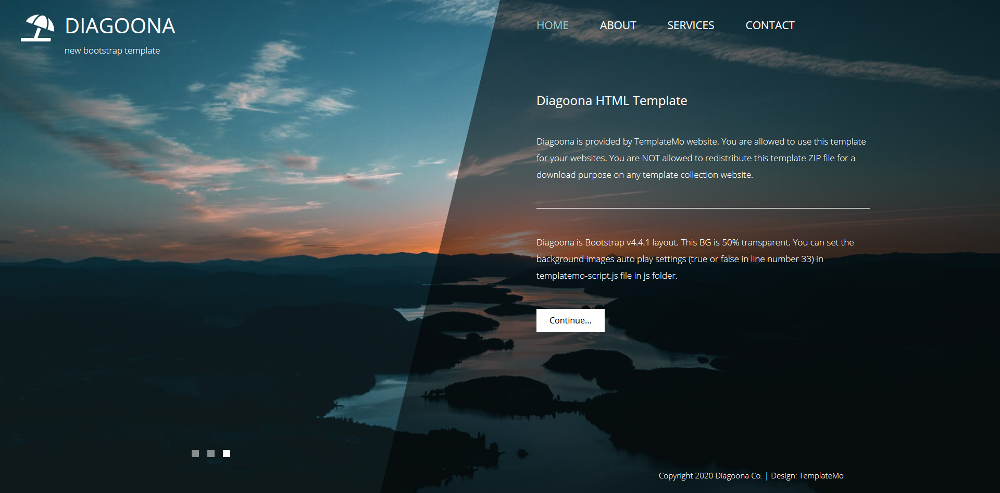 DIAGOONA
new bootstrap template
HOME ABOUT SERVICES CONTACT
Diagoona HTML Template
Diagoona is provided by TemplateMo website. You are allowed to use this template
for your websites. You are NOT allowed to redistribute this template ZIP file for a
download purpose on any template collection website.
Diagoona is Bootstrap v4.4.1 layout. This BG is 50% transparent. You can set the
background images auto play settings (true or false in line number 33) in
templatemo-script.js file in js folder.
Continue...
Copyright 2020 Diagoona Co. | Design: TemplateMo